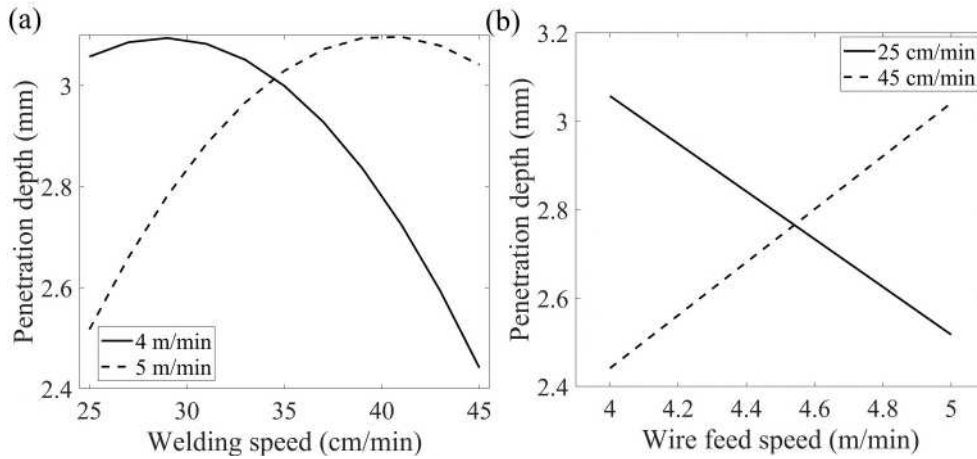 (a)
Penetration depth (mm)
3
2.8
2.6
2.4
4 m/min
5 m/min
25 30 35 40 45
Welding speed (cm/min)
(b)
Penetration depth (mm)
3.2
3
2.8
2.6
2.4
25 cm/min
45 cm/min
4 4.2 4.4 4.6 4.8 5
Wire feed speed (m/min)